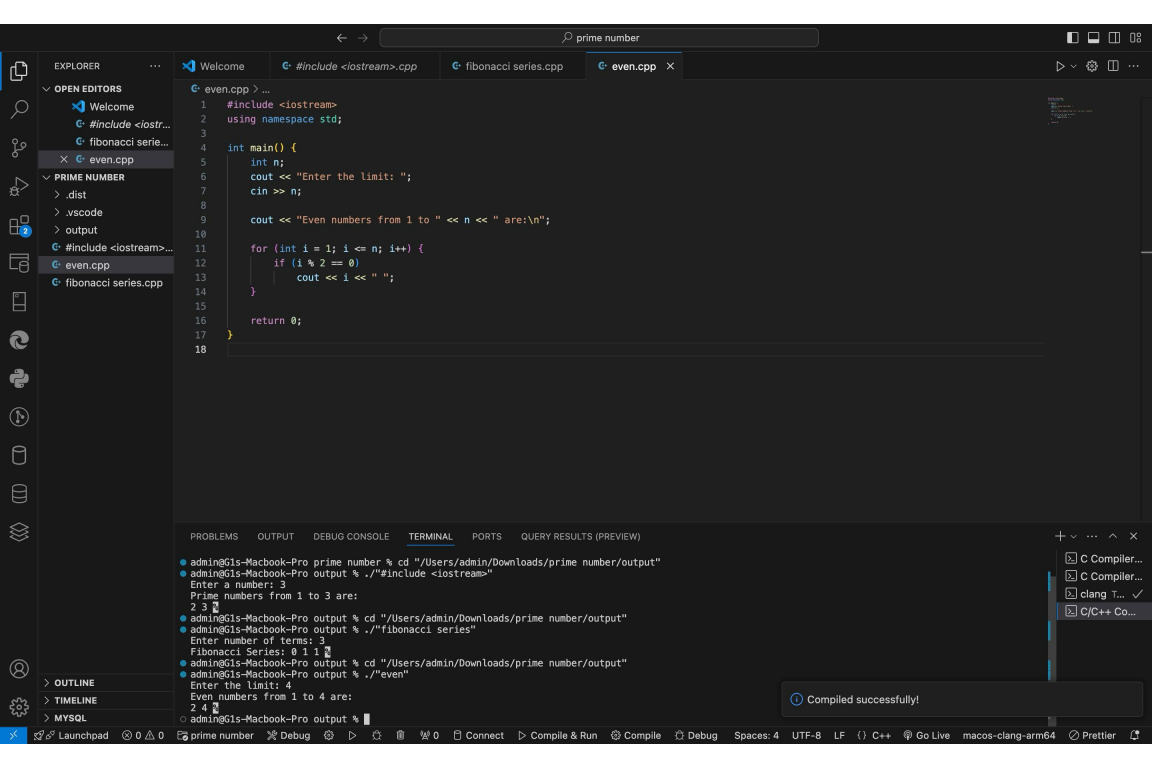 prime number
EXPLORER
OPEN EDITORS
Welcome
#include <iostr...
fibonacci serie...
even.cpp
PRIME NUMBER
.dist
.vscode
output
#include <iostream>...
even.cpp
fibonacci series.cpp
OUTLINE
TIMELINE
MYSQL
2
Welcome
#include <iostream>.cpp
fibonacci series.cpp
even.cpp
even.cpp > ...
1 #include <iostream>
2 using namespace std;
3
4 int main() {
5 int n;
6 cout << "Enter the limit: ";
7 cin >> n;
8
9 cout << "Even numbers from 1 to " << n << " are:\n";
10
11 for (int i = 1; i <= n; i++) {
12 if (i % 2 == 0)
13 cout << i << " ";
14 }
15
16 return 0;
17 }
18
PROBLEMS OUTPUT DEBUG CONSOLE TERMINAL PORTS QUERY RESULTS (PREVIEW)
admin@G1s-Macbook-Pro prime number % cd "/Users/admin/Downloads/prime number/output"
admin@G1s-Macbook-Pro output % ./"#include <iostream>"
Enter a number: 3
Prime numbers from 1 to 3 are:
2 3 %
admin@G1s-Macbook-Pro output % cd "/Users/admin/Downloads/prime number/output"
admin@G1s-Macbook-Pro output % ./"fibonacci series"
Enter number of terms: 3
Fibonacci Series: 0 1 1 %
admin@G1s-Macbook-Pro output % cd "/Users/admin/Downloads/prime number/output"
admin@G1s-Macbook-Pro output % ./"even"
Enter the limit: 4
Even numbers from 1 to 4 are:
2 4 %
admin@G1s-Macbook-Pro output %
C Compiler...
C Compiler...
clang T...
C/C++ Co...
Compiled successfully!
Launchpad 0 0 prime number Debug 0 Connect Compile & Run Compile Debug Spaces: 4 UTF-8 LF {} C++ Go Live macos-clang-arm64 Prettier